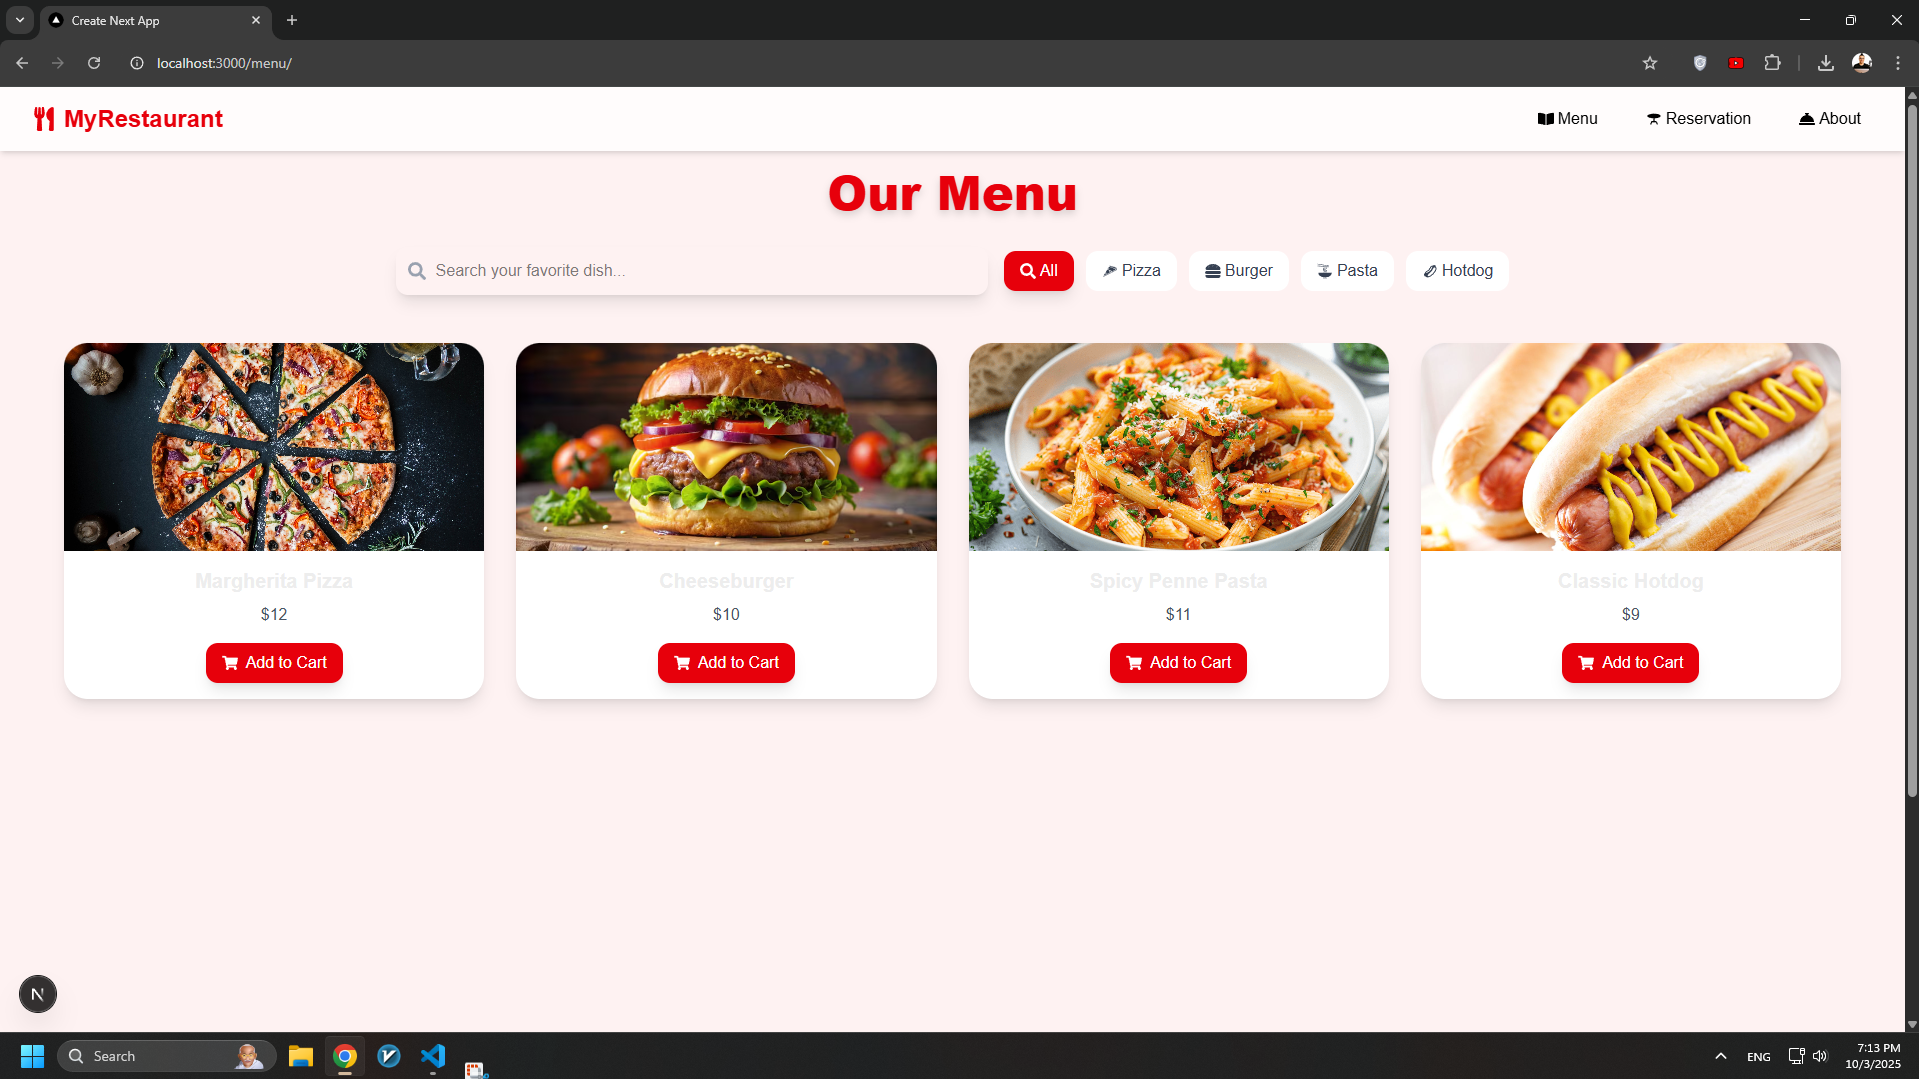 Create Next App
localhost:3000/menu/
MyRestaurant
Menu
Reservation
About
Our Menu
Search your favorite dish...
All
Pizza
Burger
Pasta
Hotdog
Margherita Pizza
$12
Add to Cart
Cheeseburger
$10
Add to Cart
Spicy Penne Pasta
$11
Add to Cart
Classic Hotdog
$9
Add to Cart
N
Search
ENG
7:13 PM
10/3/2025